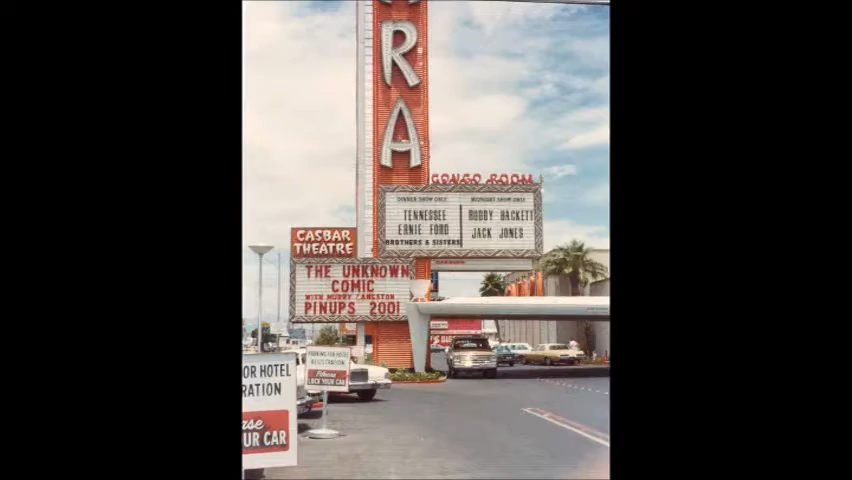 RA
CONGO ROOM
DINNER SHOW ONLY
TENNESSEE
ERNIE FORD
BROTHERS & SISTERS
MIDNIGHT SHOW ONLY
BUDDY HACKETT
JACK JONES
CASBAR
THEATRE
THE UNKNOWN
COMIC
WITH MURRY LANGSTON
PINUPS 2001
PARKING FOR HOTEL
REGISTRATION
Please
LOCK YOUR CAR
OR HOTEL
RATION
ase
UR CAR